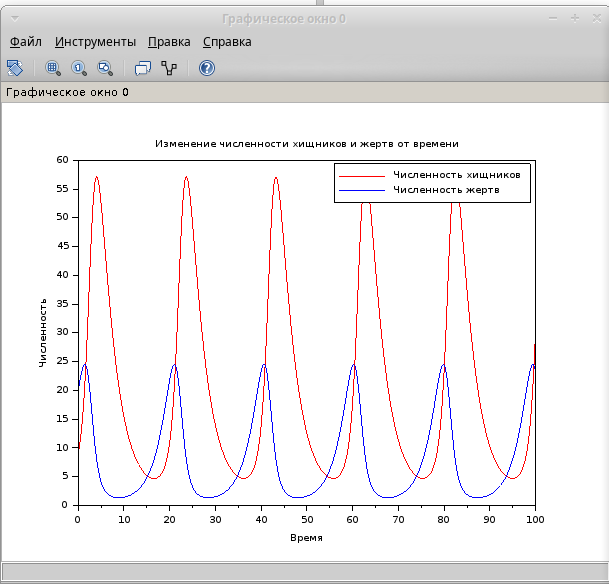 Графическое окно 0
Файл Инструменты Правка Справка
Графическое окно 0
Изменение численности хищников и жертв от времени
Численность хищников
Численность жертв
Численность
60
55
50
45
40
35
30
25
20
15
10
5
0
0 10 20 30 40 50 60 70 80 90 100
Время